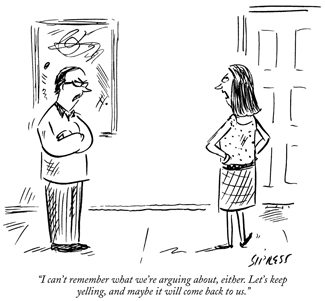 SIPRESS
"I can't remember what we're arguing about, either. Let's keep
yelling, and maybe it will come back to us."